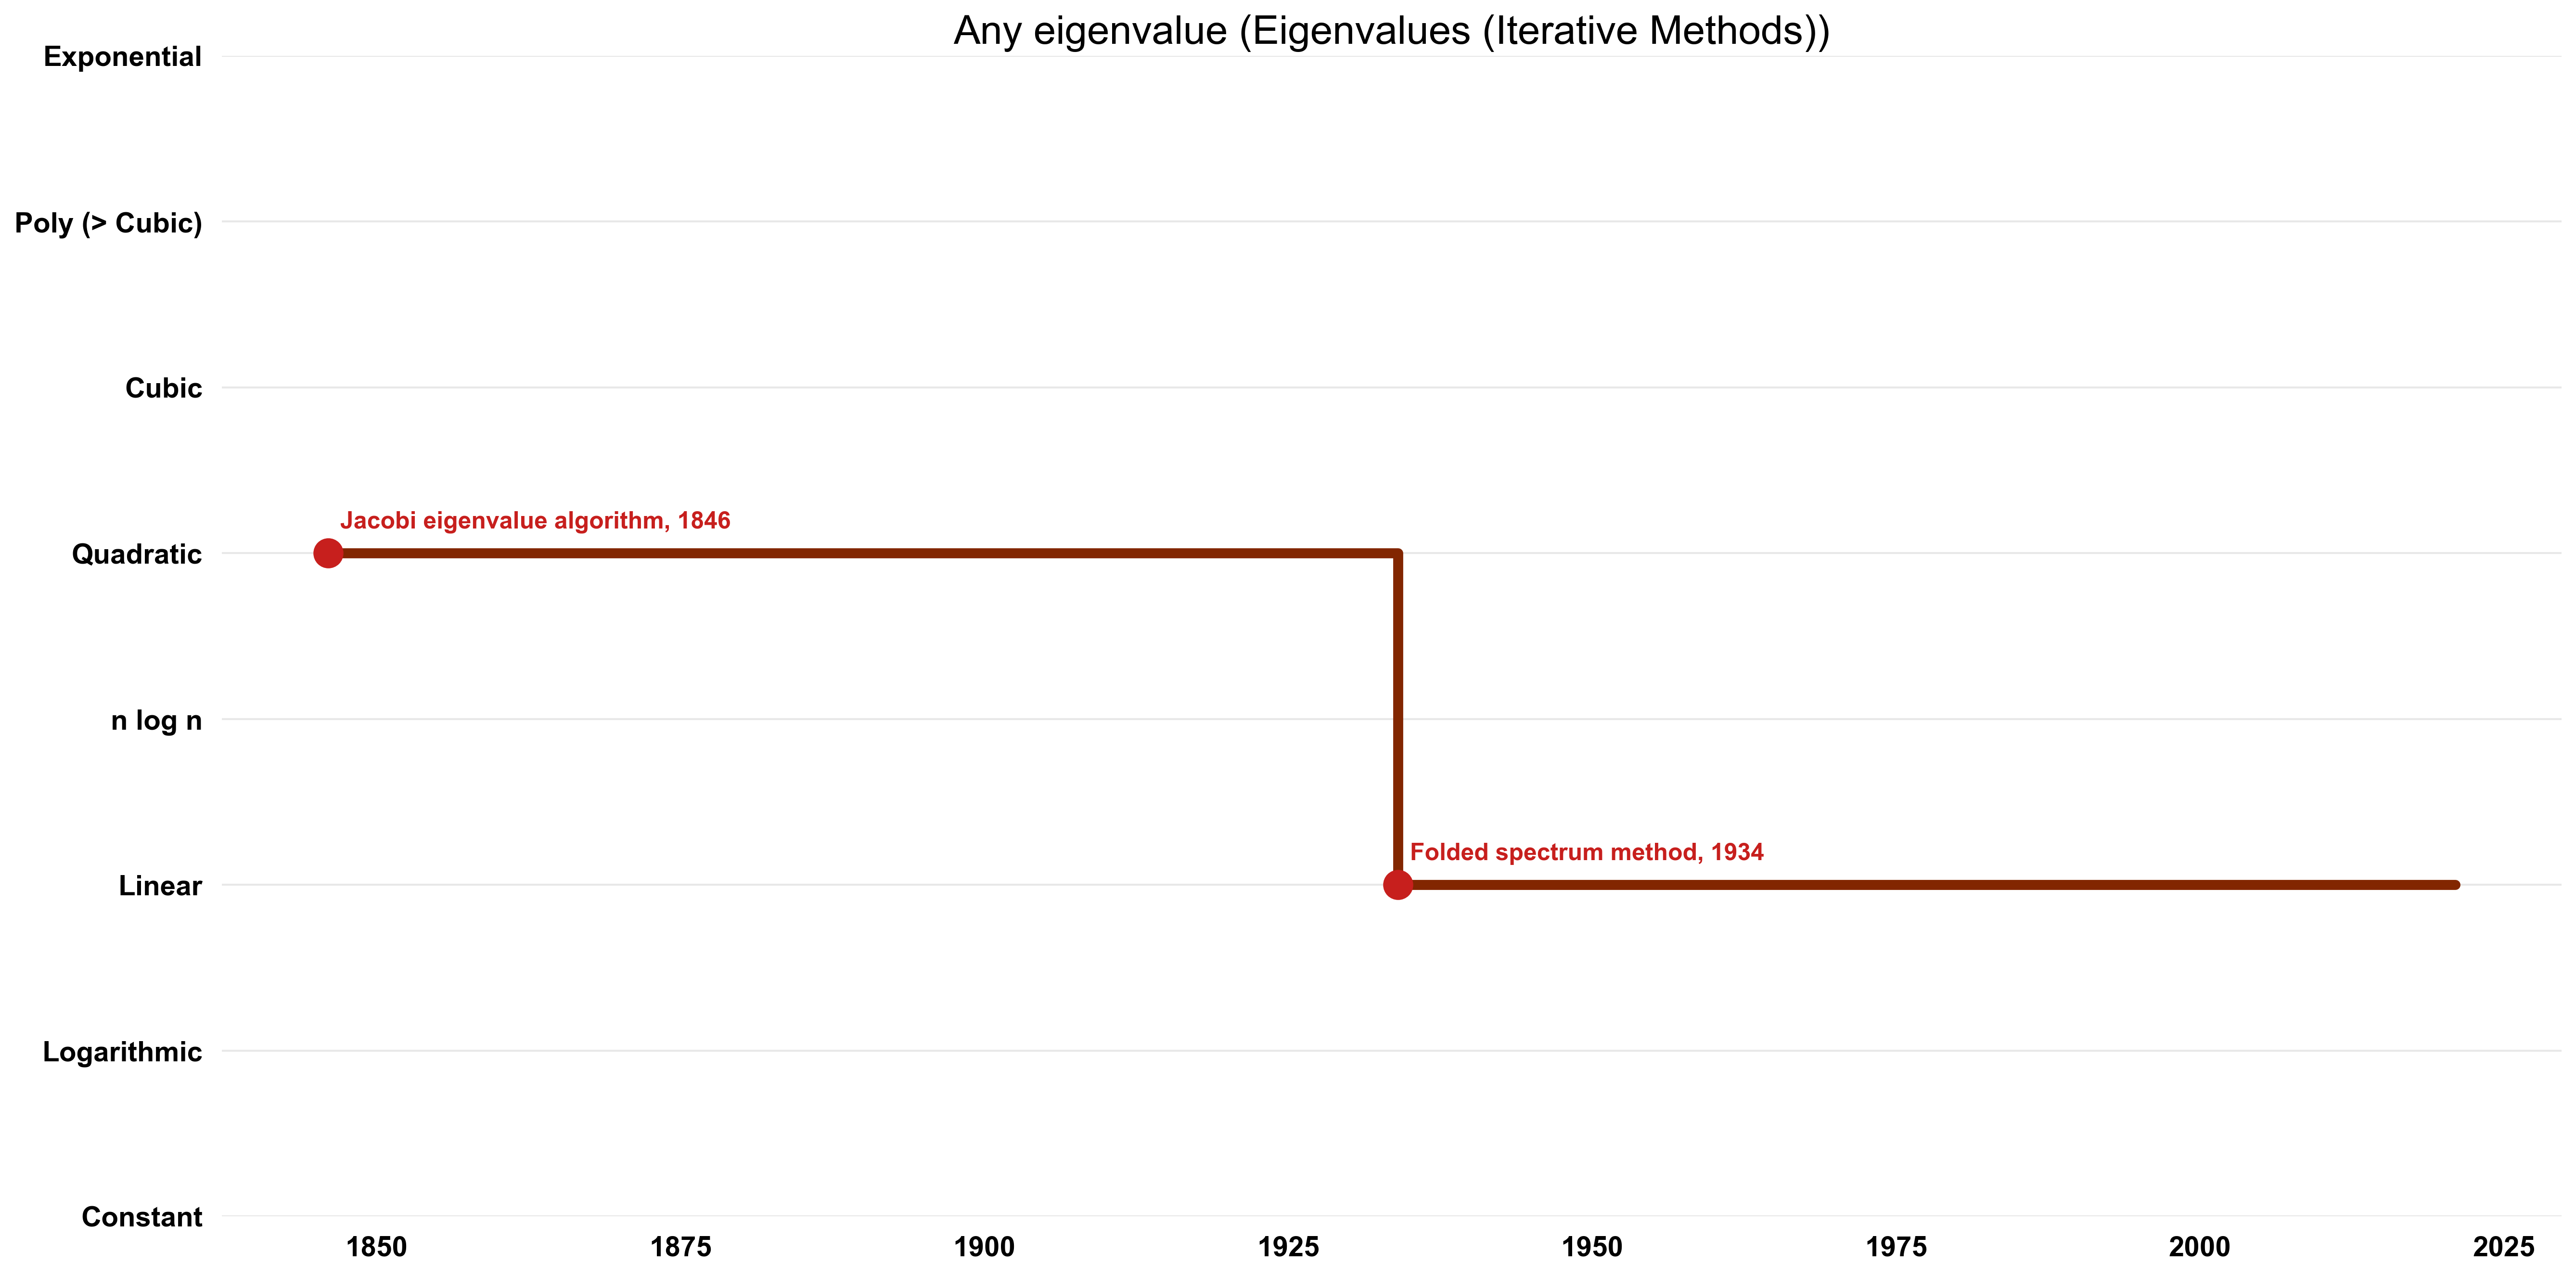 Any eigenvalue (Eigenvalues (Iterative Methods))
Exponential
Poly (> Cubic)
Cubic
Jacobi eigenvalue algorithm, 1846
Quadratic
n log n
Folded spectrum method, 1934
Linear
Logarithmic
Constant
1850 1875 1900 1925 1950 1975 2000 2025